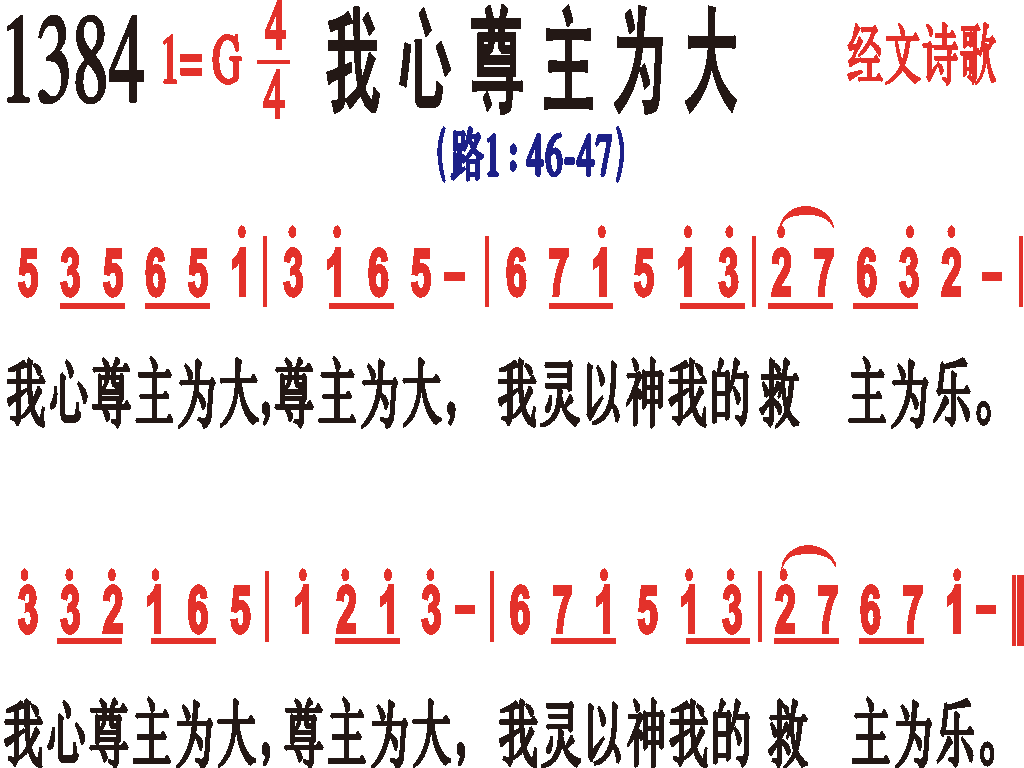 1384 1=G 4/4 我心尊主为大 经文诗歌
(路1:46-47)
5 3 5 6 5 i̇ | 3̇ 1̇ 6 5 – | 6 7 1̇ 5 1̇ 3̇ | 2̇ 7 6 3̇ 2̇ – |
我心尊主为大,尊主为大, 我灵以神我的救 主为乐。
3̇ 3̇ 2̇ 1̇ 6 5 | 1̇ 2̇ 1̇ 3̇ – | 6 7 1̇ 5 1̇ 3̇ | 2̇ 7 6 7 1̇ – ‖
我心尊主为大,尊主为大, 我灵以神我的 救 主为乐。